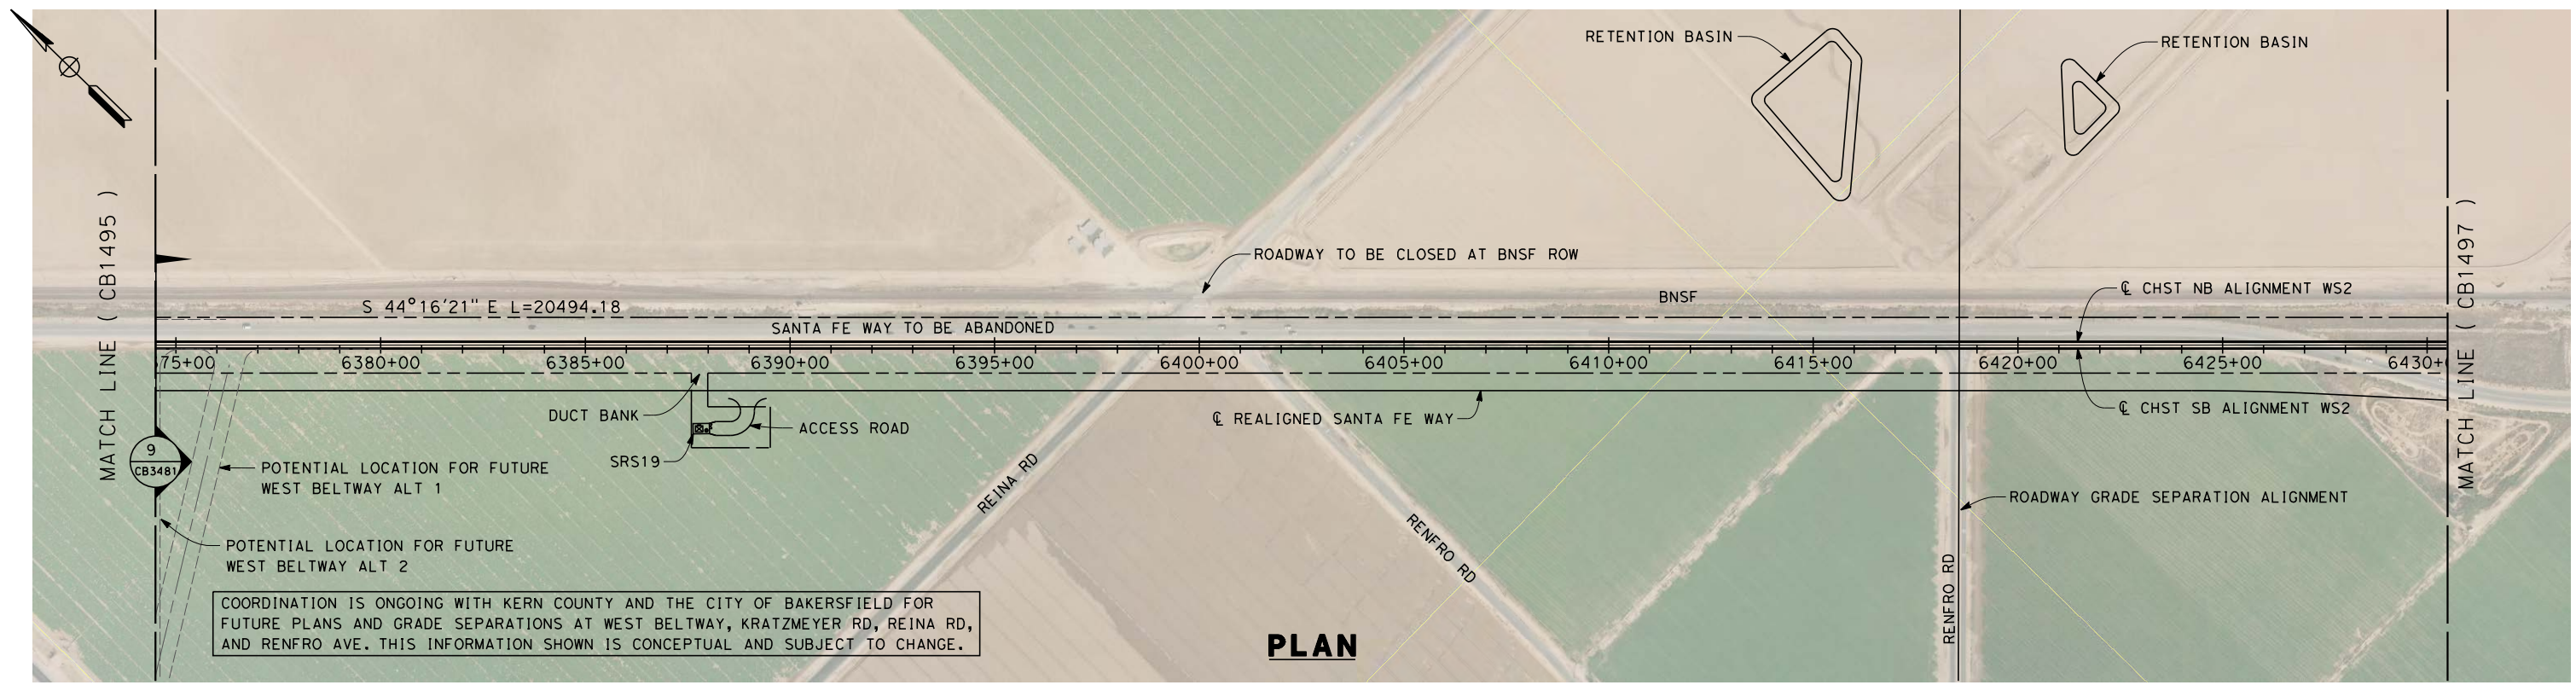 RETENTION BASIN
RETENTION BASIN
MATCH LINE ( CB1495 )
MATCH LINE ( CB1497 )
ROADWAY TO BE CLOSED AT BNSF ROW
℄ CHST NB ALIGNMENT WS2
BNSF
S 44°16'21" E L=20494.18
SANTA FE WAY TO BE ABANDONED
75+00 6380+00 6385+00 6390+00 6395+00 6400+00 6405+00 6410+00 6415+00 6420+00 6425+00 6430+
DUCT BANK
℄ REALIGNED SANTA FE WAY
℄ CHST SB ALIGNMENT WS2
ACCESS ROAD
SRS19
9
CB3481
POTENTIAL LOCATION FOR FUTURE
WEST BELTWAY ALT 1
REINA RD
RENFRO RD
ROADWAY GRADE SEPARATION ALIGNMENT
POTENTIAL LOCATION FOR FUTURE
WEST BELTWAY ALT 2
RENFRO RD
COORDINATION IS ONGOING WITH KERN COUNTY AND THE CITY OF BAKERSFIELD FOR
FUTURE PLANS AND GRADE SEPARATIONS AT WEST BELTWAY, KRATZMEYER RD, REINA RD,
AND RENFRO AVE. THIS INFORMATION SHOWN IS CONCEPTUAL AND SUBJECT TO CHANGE.
PLAN